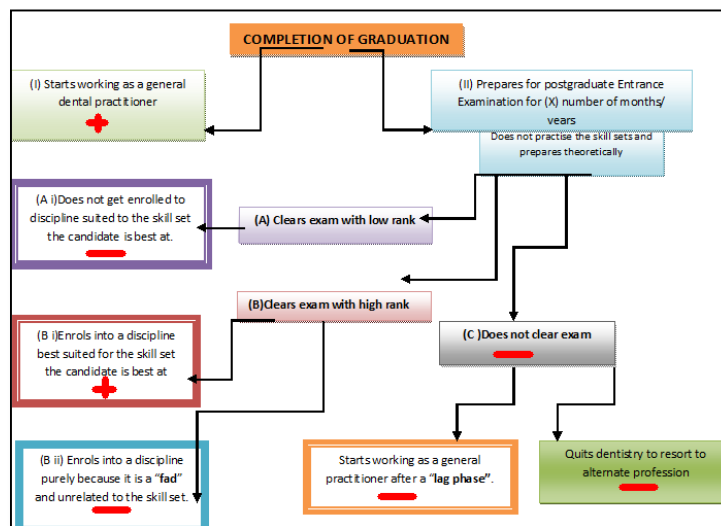 COMPLETION OF GRADUATION
(I) Starts working as a general
dental practitioner
(II) Prepares for postgraduate Entrance
Examination for (X) number of months/
years
Does not practise the skill sets and
prepares theoretically
(A i)Does not get enrolled to
discipline suited to the skill set
the candidate is best at.
(A) Clears exam with low rank
(B)Clears exam with high rank
(B i)Enrols into a discipline
best suited for the skill set
the candidate is best at
(C )Does not clear exam
(B ii) Enrols into a discipline
purely because it is a “fad”
and unrelated to the skill set.
Starts working as a general
practitioner after a “lag phase”.
Quits dentistry to resort to
alternate profession